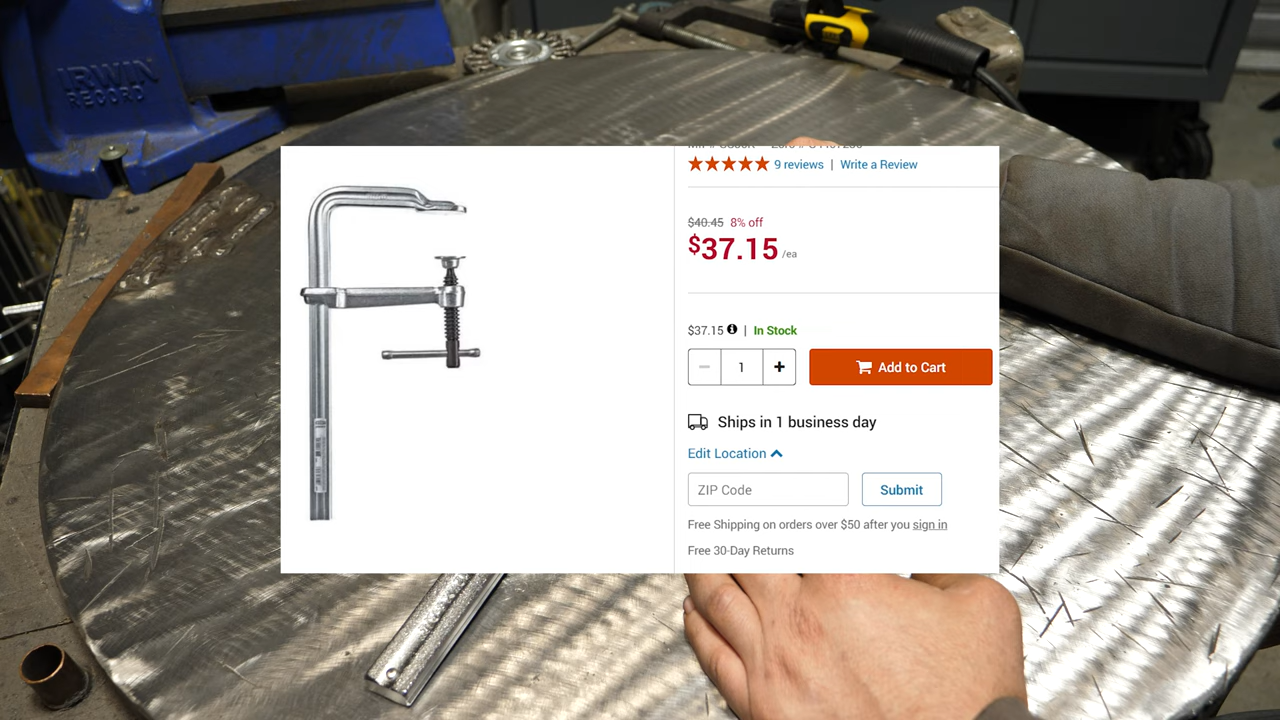 IRWIN
RECORD
9 reviews | Write a Review
$40.45 8% off
$37.15 /ea
$37.15 | In Stock
1
Add to Cart
Ships in 1 business day
Edit Location
ZIP Code
Submit
Free Shipping on orders over $50 after you sign in
Free 30-Day Returns